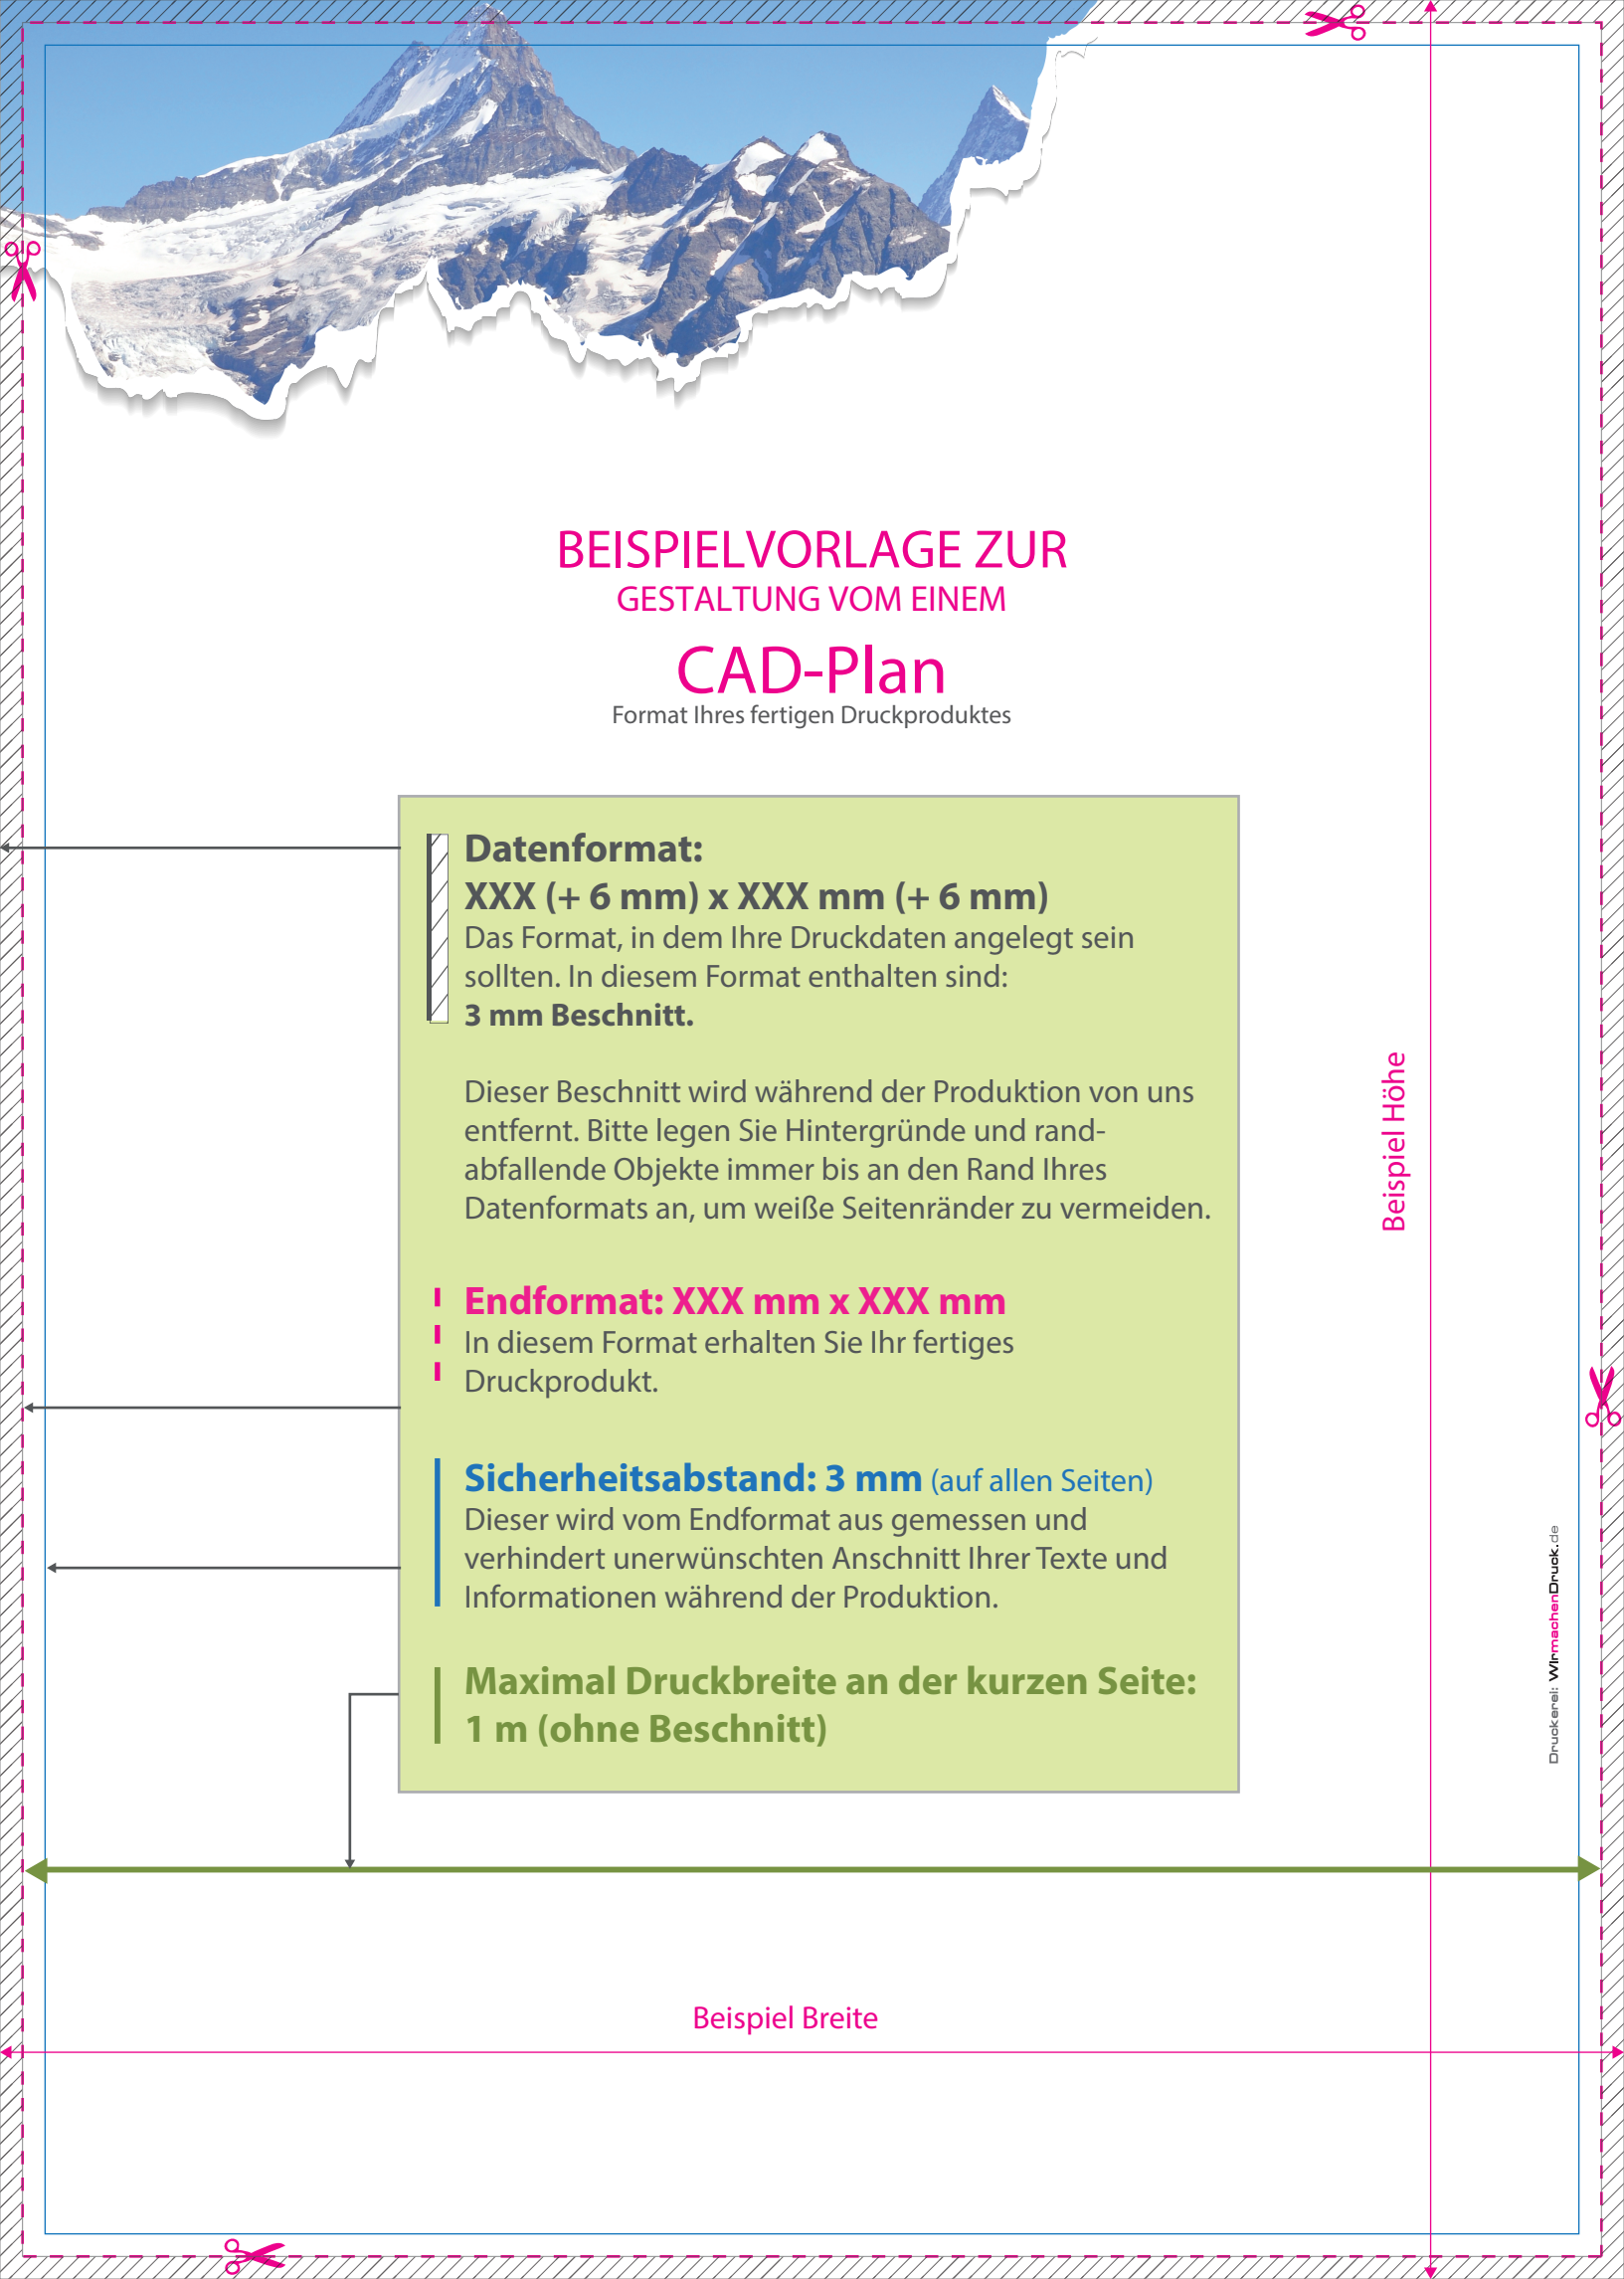 BEISPIELVORLAGE ZUR
GESTALTUNG VOM EINEM
CAD-Plan
Format Ihres fertigen Druckproduktes
Datenformat:
XXX (+ 6 mm) x XXX mm (+ 6 mm)
Das Format, in dem Ihre Druckdaten angelegt sein
sollten. In diesem Format enthalten sind:
3 mm Beschnitt.
Dieser Beschnitt wird während der Produktion von uns
entfernt. Bitte legen Sie Hintergründe und rand-
abfallende Objekte immer bis an den Rand Ihres
Datenformats an, um weiße Seitenränder zu vermeiden.
Endformat: XXX mm x XXX mm
In diesem Format erhalten Sie Ihr fertiges
Druckprodukt.
Sicherheitsabstand: 3 mm (auf allen Seiten)
Dieser wird vom Endformat aus gemessen und
verhindert unerwünschten Anschnitt Ihrer Texte und
Informationen während der Produktion.
Maximal Druckbreite an der kurzen Seite:
1 m (ohne Beschnitt)
Beispiel Höhe
Druckerei: WIrmachenDruck.de
Beispiel Breite